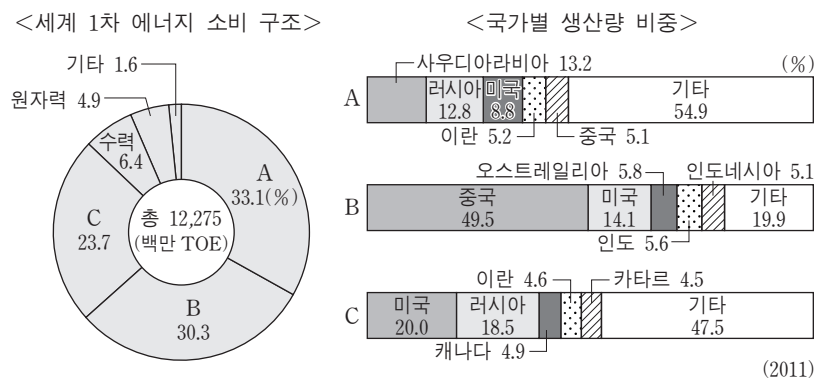 <세계 1차 에너지 소비 구조>
기타 1.6
원자력 4.9
수력
6.4
A
33.1(%)
C
23.7
총 12,275
(백만 TOE)
B
30.3
<국가별 생산량 비중>
사우디아라비아 13.2 (%)
A 러시아 미국 기타
12.8 8.8 54.9
이란 5.2 중국 5.1
오스트레일리아 5.8 인도네시아 5.1
B 중국 미국 기타
49.5 14.1 19.9
인도 5.6
이란 4.6 카타르 4.5
C 미국 러시아 기타
20.0 18.5 47.5
캐나다 4.9
(2011)